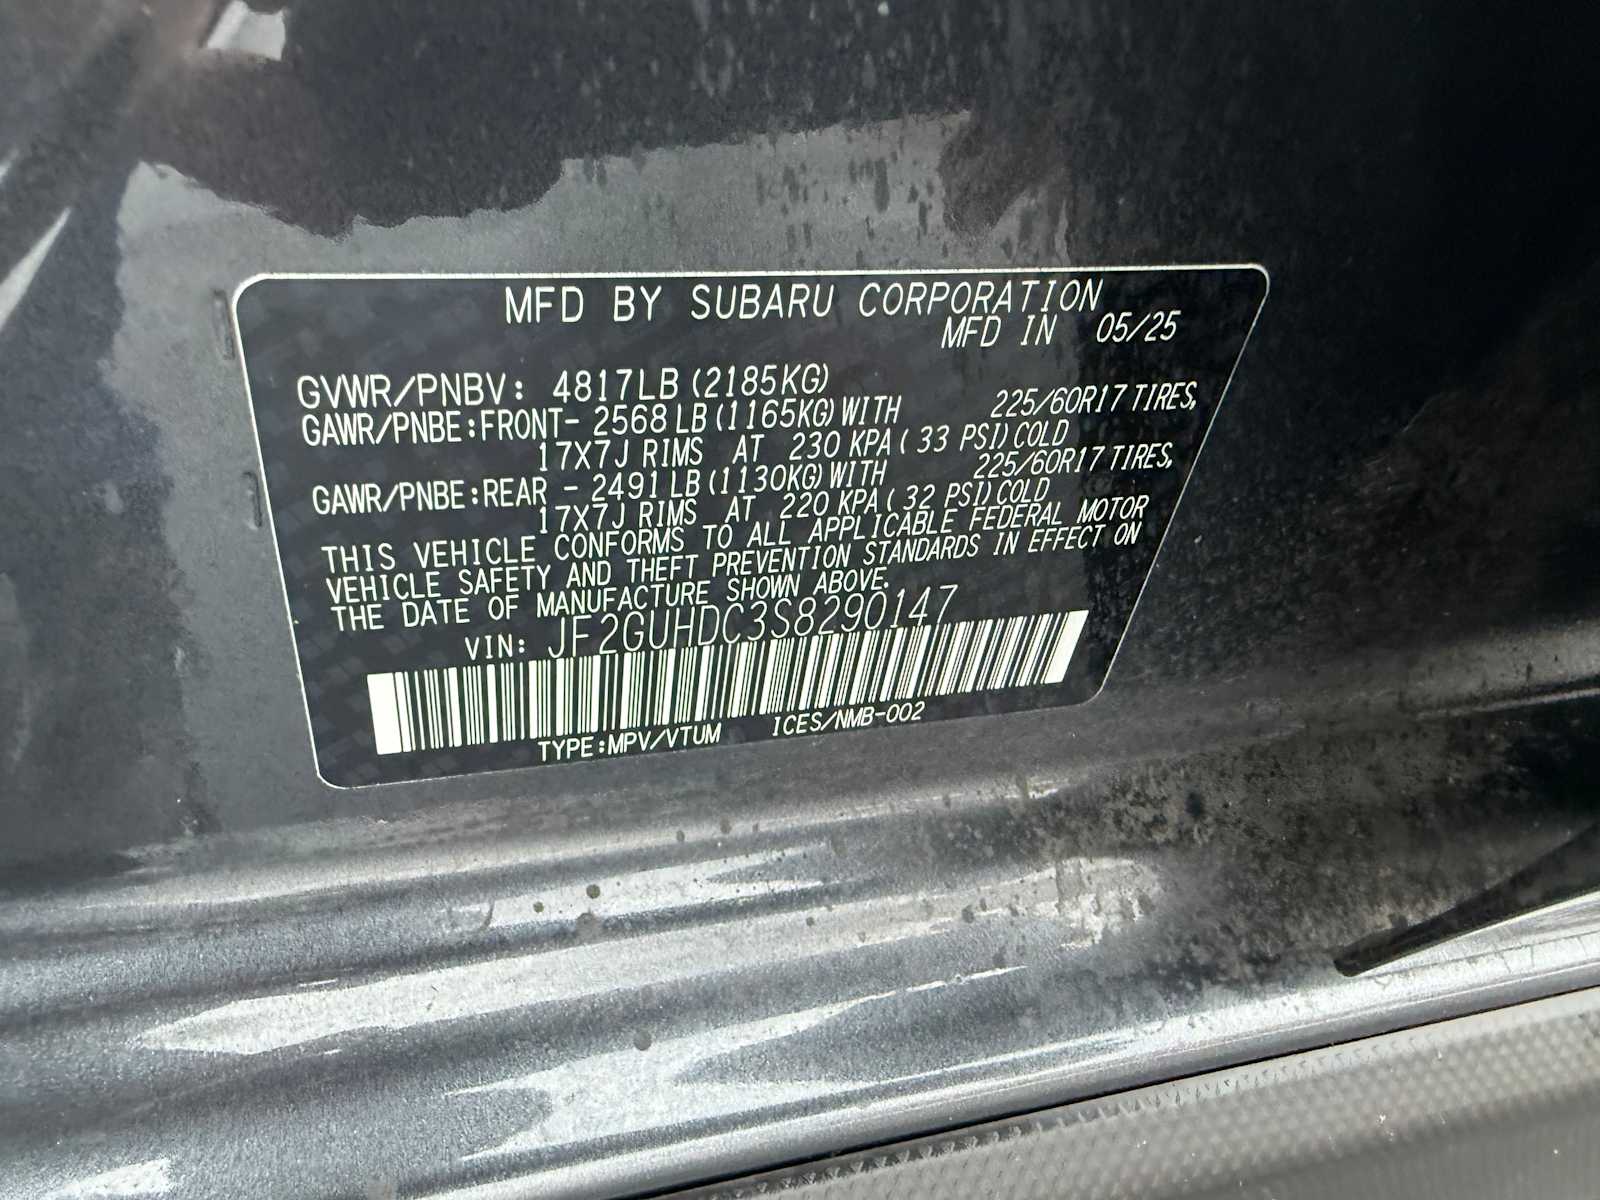 MFD BY SUBARU CORPORATION
MFD IN 05/25
GVWR/PNBV: 4817LB (2185KG)
GAWR/PNBE:FRONT- 2568 LB (1165KG) WITH 225/60R17 TIRES,
17X7J RIMS AT 230 KPA ( 33 PSI) COLD
GAWR/PNBE:REAR - 2491 LB (1130KG) WITH 225/60R17 TIRES,
17X7J RIMS AT 220 KPA ( 32 PSI) COLD
THIS VEHICLE CONFORMS TO ALL APPLICABLE FEDERAL MOTOR
VEHICLE SAFETY AND THEFT PREVENTION STANDARDS IN EFFECT ON
THE DATE OF MANUFACTURE SHOWN ABOVE.
VIN: JF2GUHDC3S8290147
TYPE:MPV/VTUM ICES/NMB-002